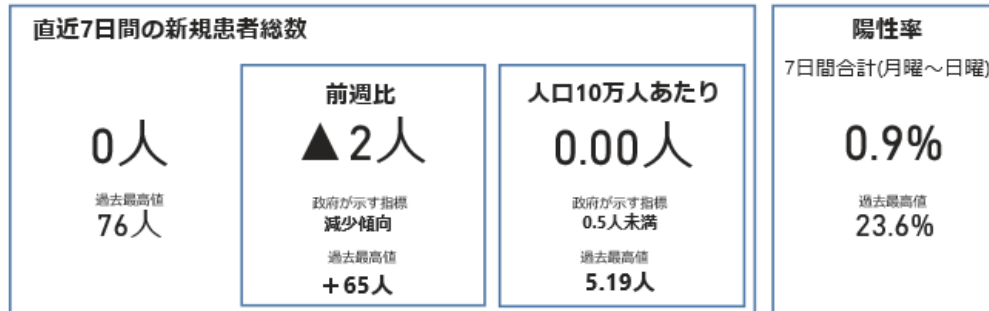 直近7日間の新規患者総数
0人
過去最高値
76人
前週比
▲2人
政府が示す指標
減少傾向
過去最高値
+65人
人口10万人あたり
0.00人
政府が示す指標
0.5人未満
過去最高値
5.19人
陽性率
7日間合計(月曜～日曜)
0.9%
過去最高値
23.6%